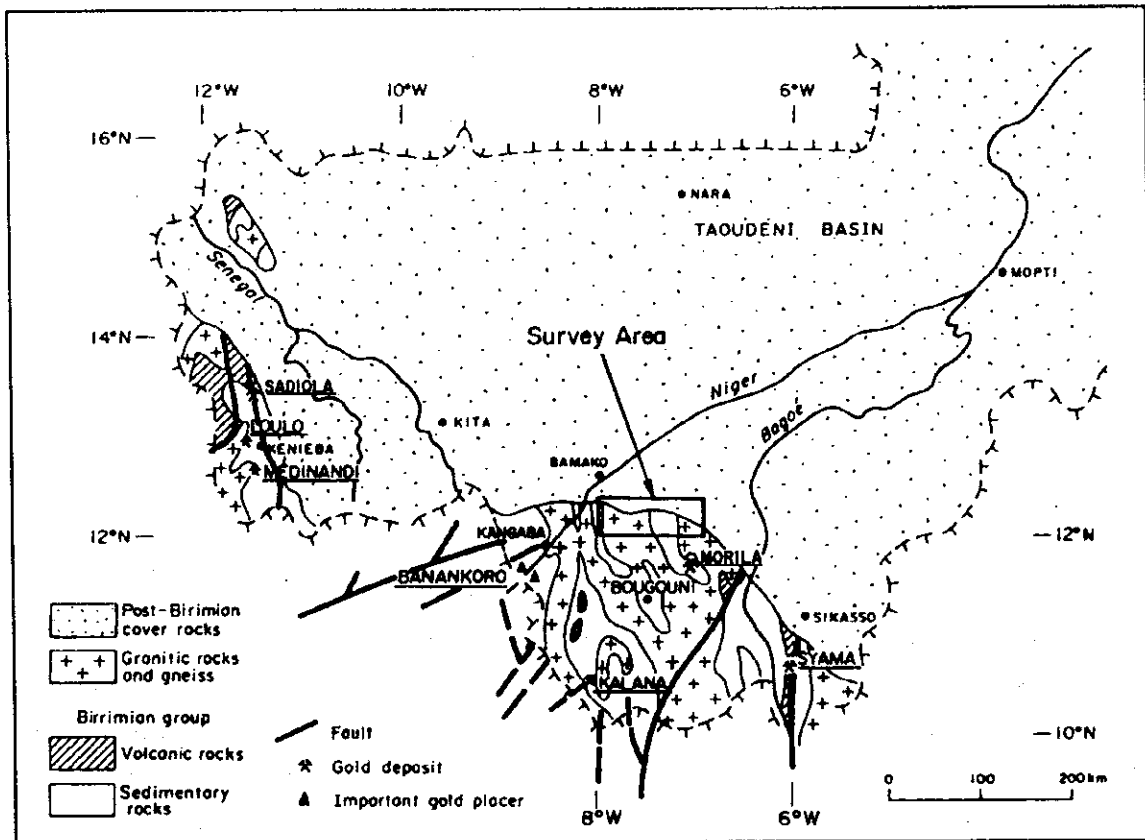 12°W
10°W
8°W
6°W
16°N
NARA
TAOUDENI BASIN
MOPTI
Senegal
14°N
Survey Area
SADIOLA
Niger
KITA
Bagoé
LOULO
KENIEBA
BAMAKO
MEDINANDI
12°N
KANGABA
12°N
MORILA
BANANKORO
BOUGOUNI
SIKASSO
Post-Birimian
cover rocks
Granitic rocks
and gneiss
SYAMA
KALANA
Birrimian group
Volcanic rocks
Sedimentary
rocks
Fault
Gold deposit
Important gold placer
10°N
0 100 200 km
8°W
6°W